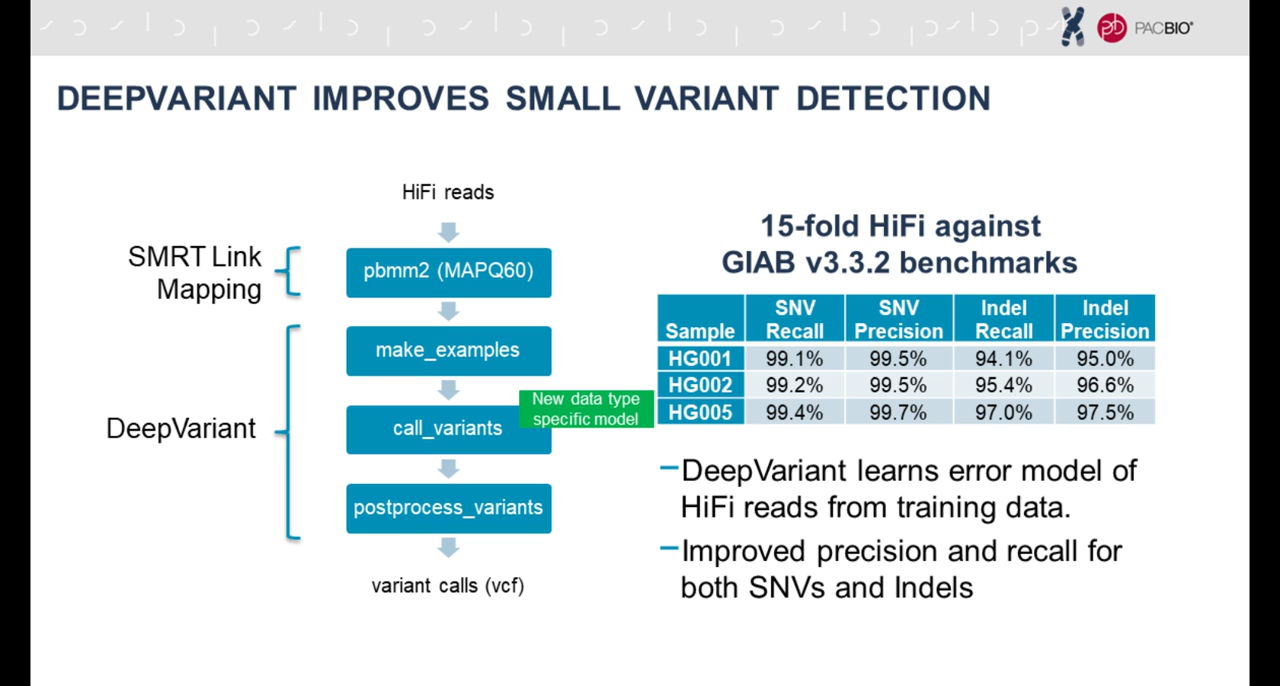 PACBIO®
DEEPVARIANT IMPROVES SMALL VARIANT DETECTION
HiFi reads
SMRT Link
Mapping
pbmm2 (MAPQ60)
make_examples
New data type
specific model
DeepVariant
call_variants
postprocess_variants
variant calls (vcf)
15-fold HiFi against
GIAB v3.3.2 benchmarks
Sample SNV Recall SNV Precision Indel Recall Indel Precision
HG001 99.1% 99.5% 94.1% 95.0%
HG002 99.2% 99.5% 95.4% 96.6%
HG005 99.4% 99.7% 97.0% 97.5%
–DeepVariant learns error model of
HiFi reads from training data.
–Improved precision and recall for
both SNVs and Indels